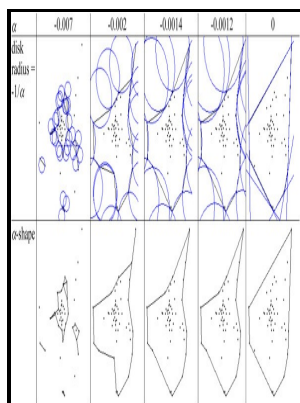 α -0.007 -0.002 -0.0014 -0.0012 0
disk
radius =
-1/α
α-shape